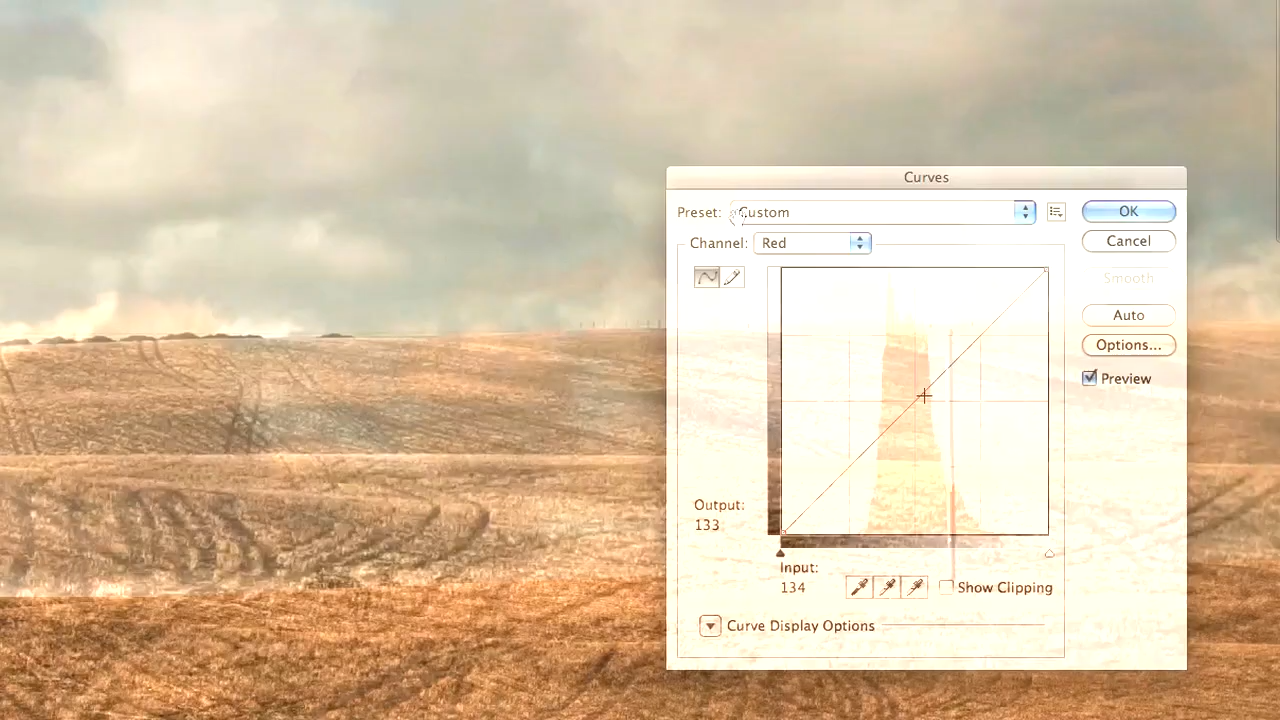 Curves
Preset: Custom
OK
Channel: Red
Cancel
Smooth
Auto
Options...
Preview
Output:
133
Input:
134
Show Clipping
Curve Display Options